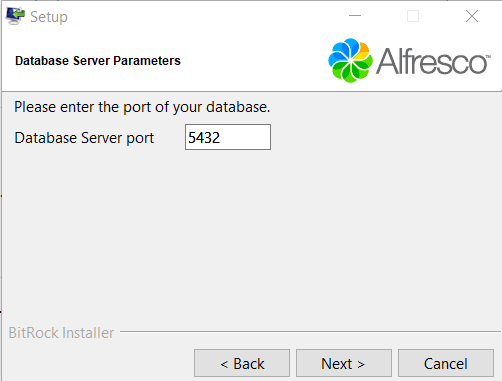 Setup
Database Server Parameters
Alfresco™
Please enter the port of your database.
Database Server port 5432
BitRock Installer
< Back Next > Cancel